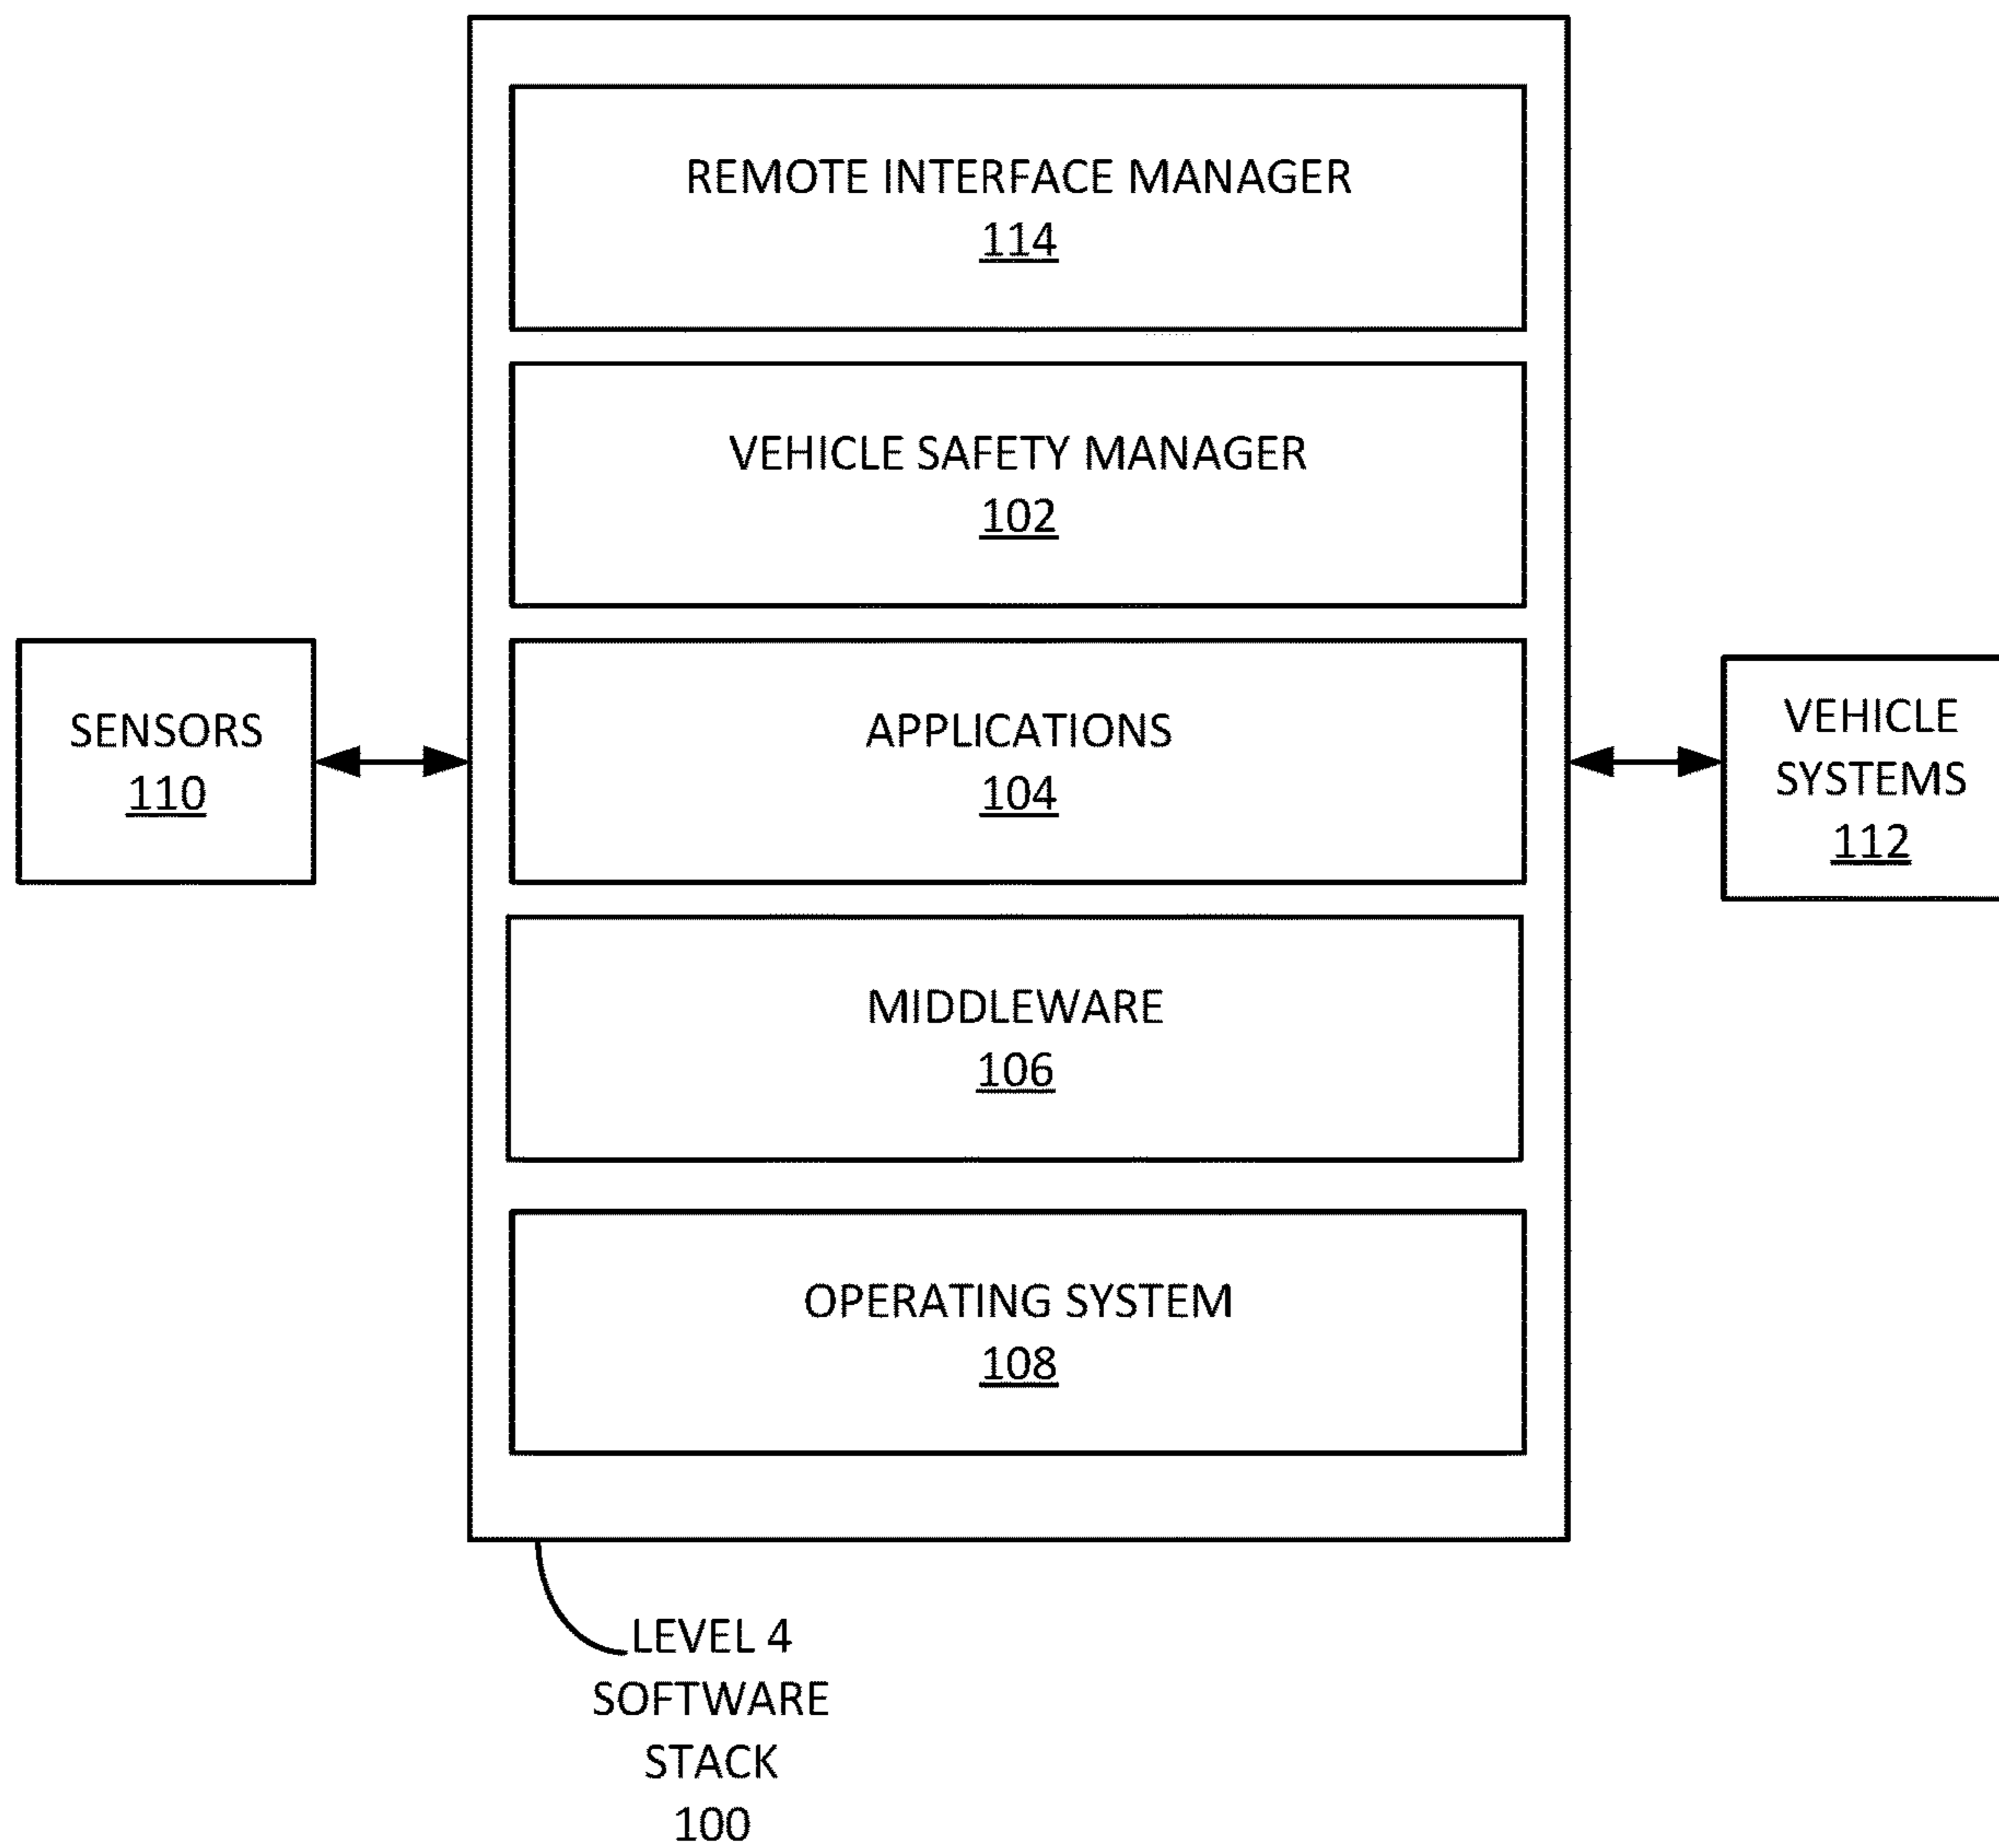 REMOTE INTERFACE MANAGER
114
VEHICLE SAFETY MANAGER
102
SENSORS
110
APPLICATIONS
104
VEHICLE
SYSTEMS
112
MIDDLEWARE
106
OPERATING SYSTEM
108
LEVEL 4
SOFTWARE
STACK
100